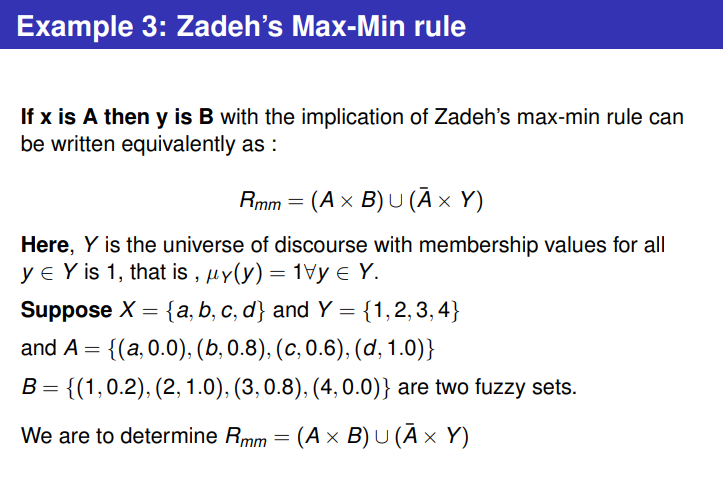 Example 3: Zadeh's Max-Min rule
If x is A then y is B with the implication of Zadeh's max-min rule can
be written equivalently as :
Rmm = (A × B) ∪ (Ā × Y)
Here, Y is the universe of discourse with membership values for all
y ∈ Y is 1, that is , μY(y) = 1∀y ∈ Y.
Suppose X = {a, b, c, d} and Y = {1, 2, 3, 4}
and A = {(a, 0.0), (b, 0.8), (c, 0.6), (d, 1.0)}
B = {(1, 0.2), (2, 1.0), (3, 0.8), (4, 0.0)} are two fuzzy sets.
We are to determine Rmm = (A × B) ∪ (Ā × Y)